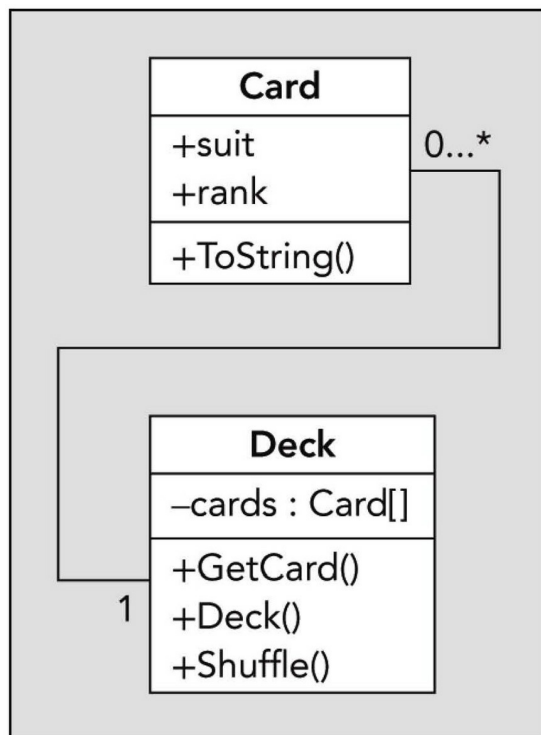 Card
+suit
0...*
+rank
+ToString()
Deck
–cards : Card[]
+GetCard()
1
+Deck()
+Shuffle()